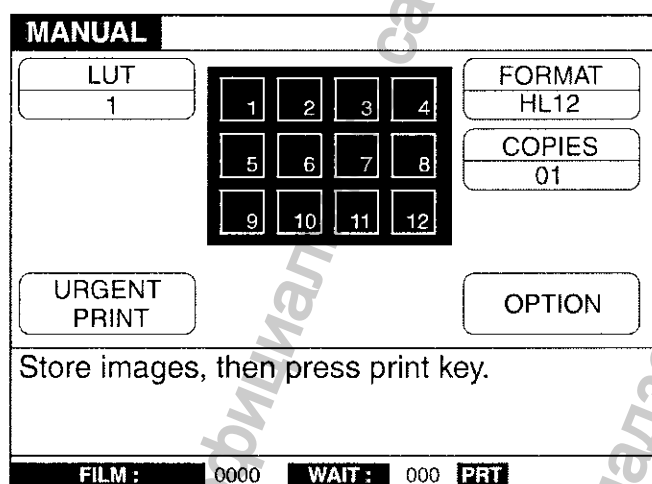 MANUAL
LUT
1
1 2 3 4
5 6 7 8
9 10 11 12
FORMAT
HL12
COPIES
01
URGENT
PRINT
OPTION
Store images, then press print key.
FILM : 0000 WAIT : 000 PRT